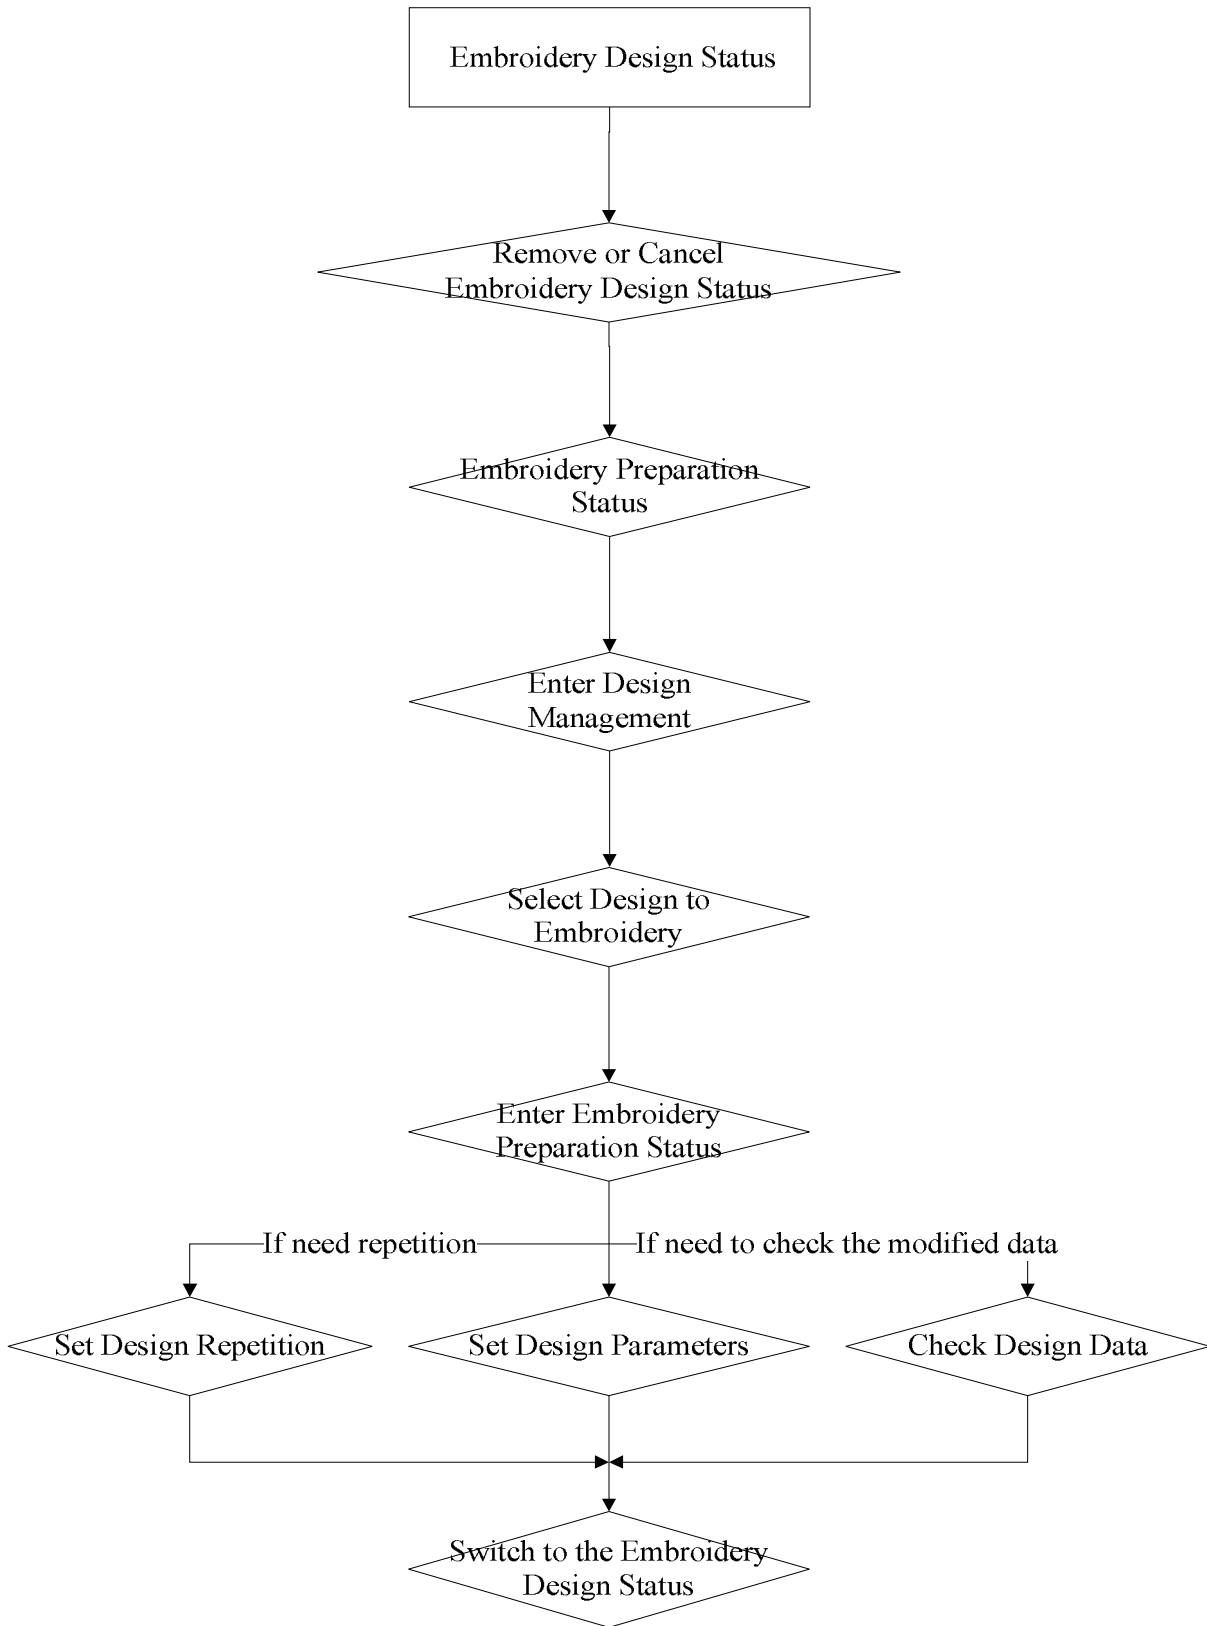 Embroidery Design Status
Remove or Cancel
Embroidery Design Status
Embroidery Preparation
Status
Enter Design
Management
Select Design to
Embroidery
Enter Embroidery
Preparation Status
If need repetition
If need to check the modified data
Set Design Repetition
Set Design Parameters
Check Design Data
Switch to the Embroidery
Design Status